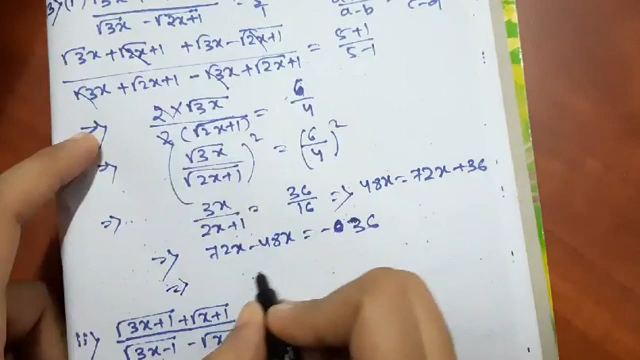 √3x - √2x+1
√3x+√2x+1 +√3x-√2x+1 / √3x+√2x+1 -√3x+√2x+1 = 5+1 / 5-1
a-b
=> 2×√3x / 2(√2x+1) = 6/4
=> (√3x / √2x+1)² = (6/4)²
=> 3x / 2x+1 = 36/16 => 48x=72x+36
=> 72x-48x=-36
=>
ii) √3x+1 +√x+1
√3x-1 - √x